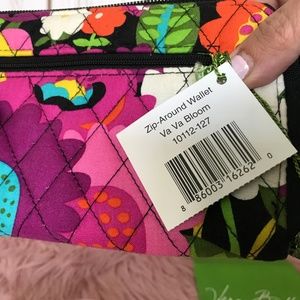 Zip-Around Wallet
Va Va Bloom
10112-127
8 86003 16262 0